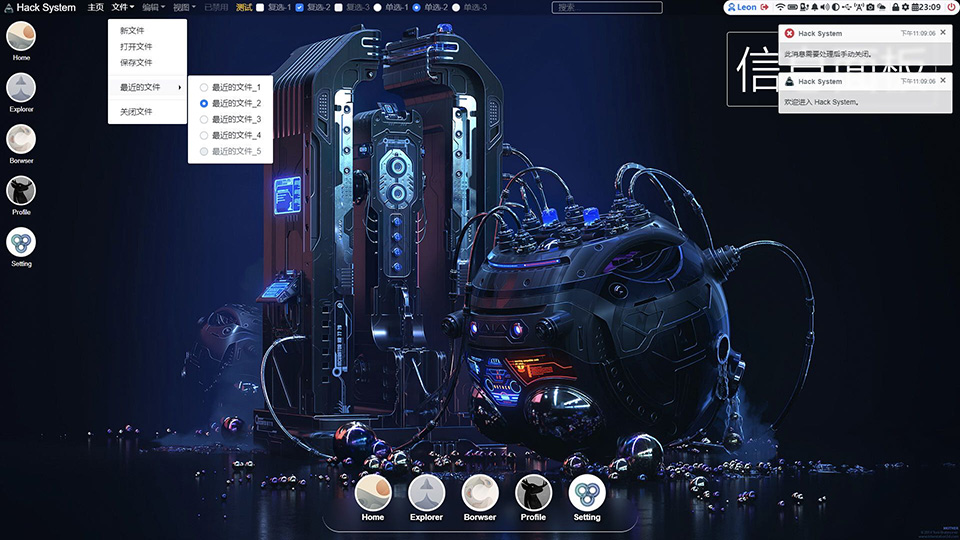 Hack System 主页 文件 编辑 视图 已禁用 测试 复选-1 复选-2 复选-3 单选-1 单选-2 单选-3 搜索... Leon 23:09
新文件
打开文件
保存文件
最近的文件
关闭文件
最近的文件_1
最近的文件_2
最近的文件_3
最近的文件_4
最近的文件_5
Hack System 下午11:09:06
此消息需要处理后手动关闭。
Hack System 下午11:09:06
欢迎进入 Hack System。
Home
Explorer
Borwser
Profile
Setting
Home Explorer Borwser Profile Setting